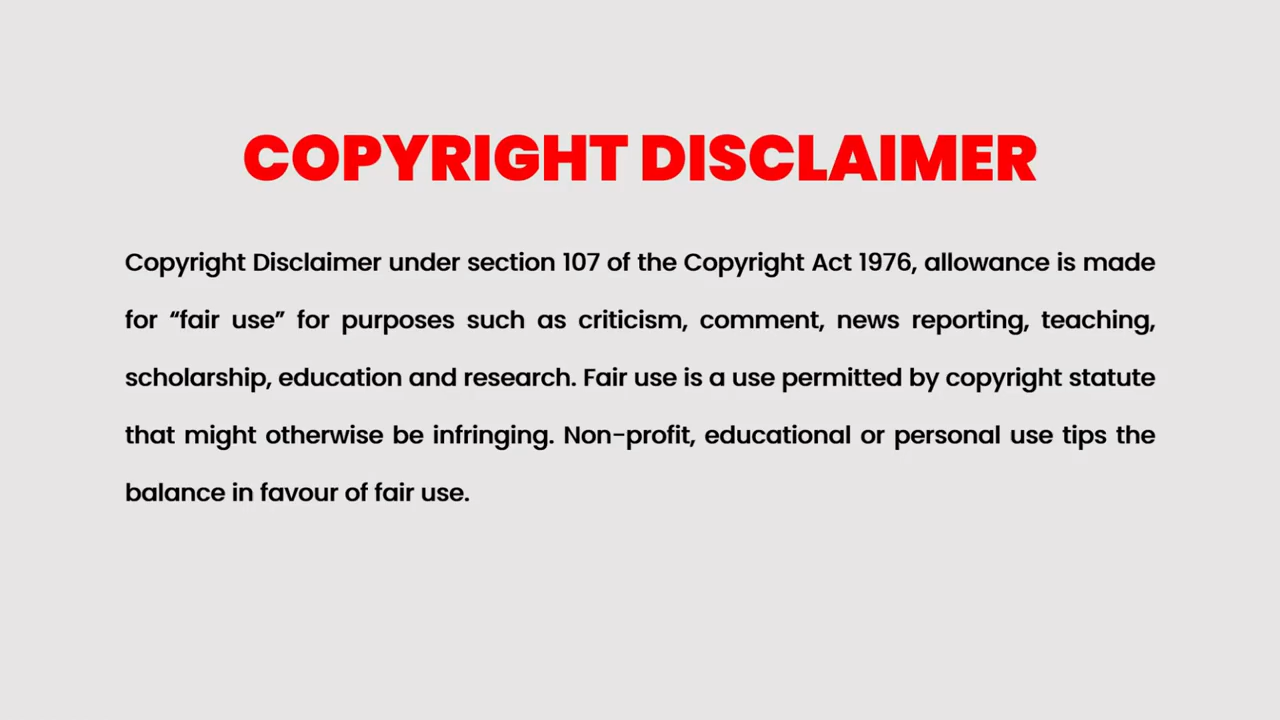 COPYRIGHT DISCLAIMER
Copyright Disclaimer under section 107 of the Copyright Act 1976, allowance is made
for “fair use” for purposes such as criticism, comment, news reporting, teaching,
scholarship, education and research. Fair use is a use permitted by copyright statute
that might otherwise be infringing. Non-profit, educational or personal use tips the
balance in favour of fair use.